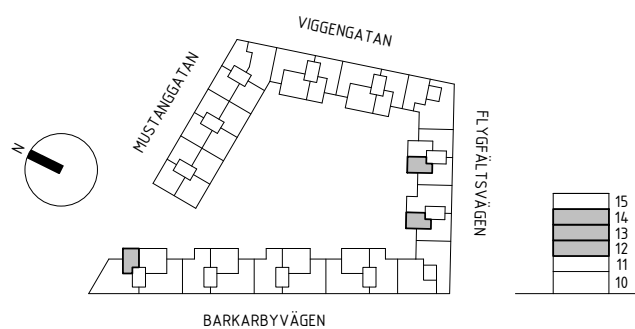 VIGGENGATAN
MUSTANGGATAN
FLYGFÄLTSVÄGEN
N
15
14
13
12
11
10
BARKARBYVÄGEN